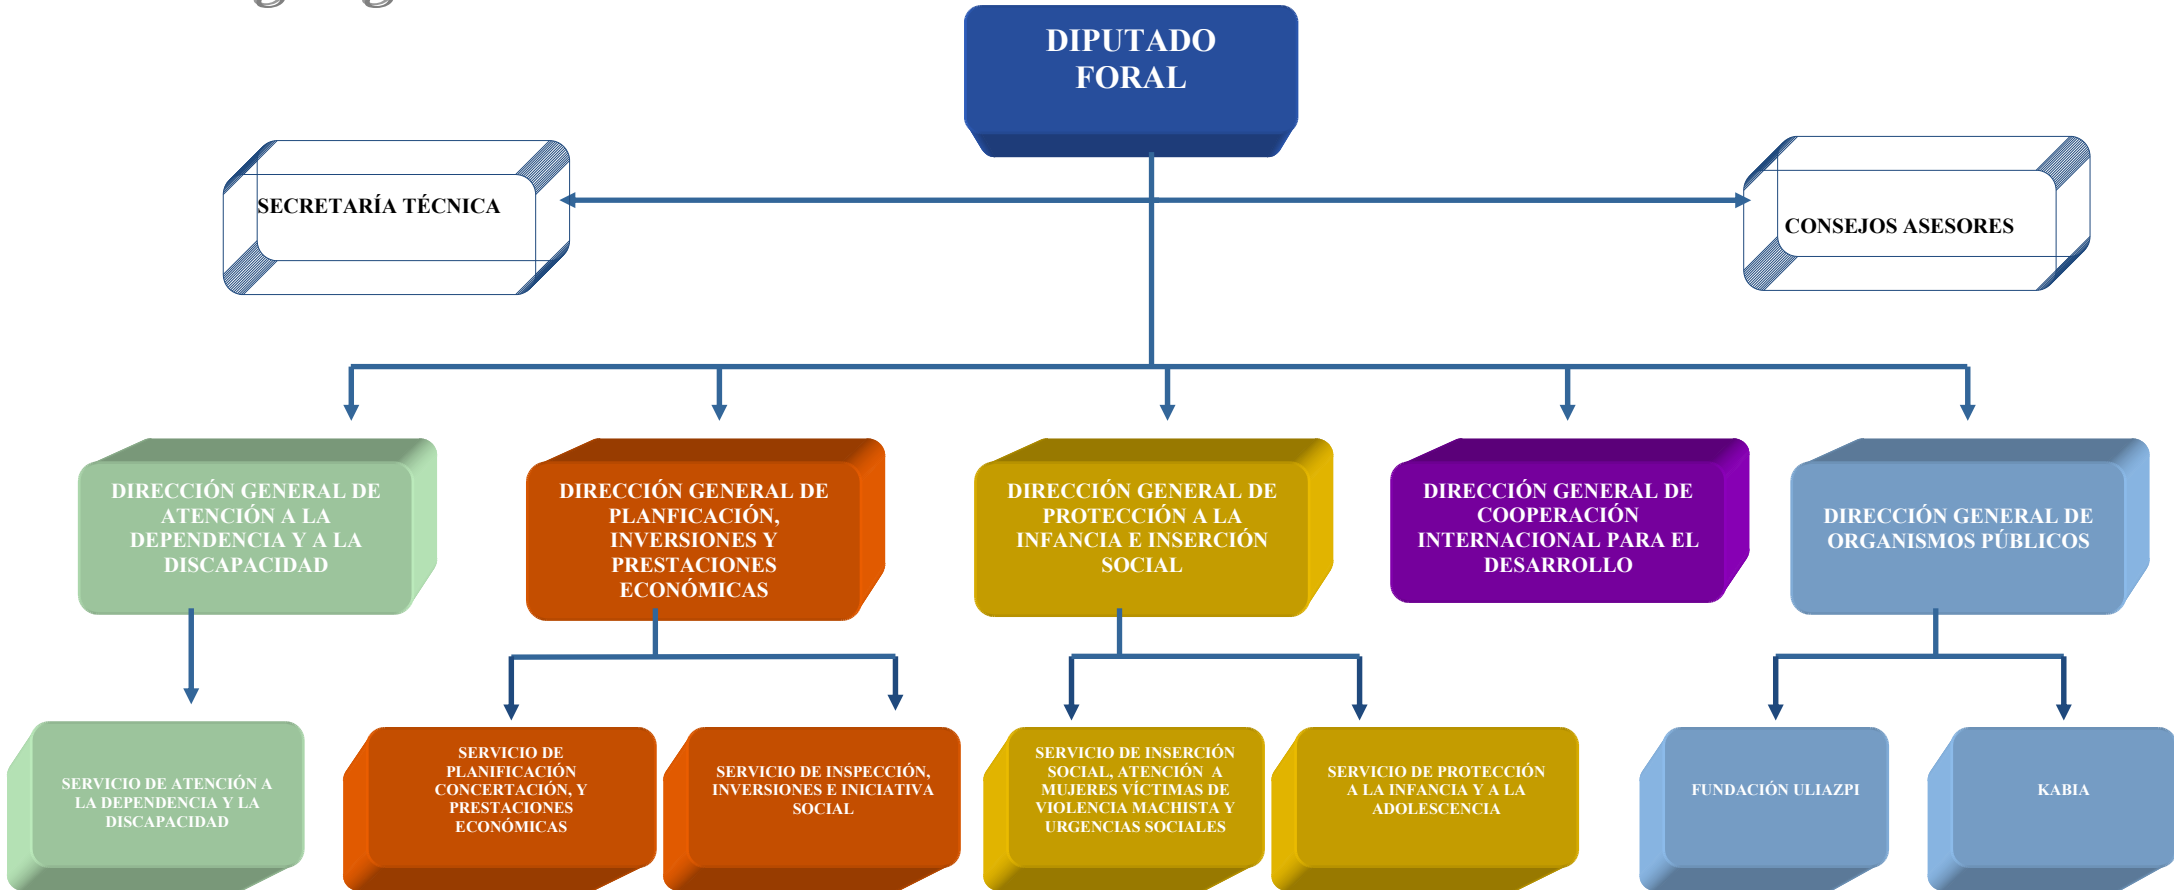 DIPUTADO
FORAL
SECRETARÍA TÉCNICA
CONSEJOS ASESORES
DIRECCIÓN GENERAL DE
ATENCIÓN A LA
DEPENDENCIA Y A LA
DISCAPACIDAD
DIRECCIÓN GENERAL DE
PLANFICACIÓN,
INVERSIONES Y
PRESTACIONES
ECONÓMICAS
DIRECCIÓN GENERAL DE
PROTECCIÓN A LA
INFANCIA E INSERCIÓN
SOCIAL
DIRECCIÓN GENERAL DE
COOPERACIÓN
INTERNACIONAL PARA EL
DESARROLLO
DIRECCIÓN GENERAL DE
ORGANISMOS PÚBLICOS
SERVICIO DE ATENCIÓN A
LA DEPENDENCIA Y LA
DISCAPACIDAD
SERVICIO DE
PLANIFICACIÓN
CONCERTACIÓN, Y
PRESTACIONES
ECONÓMICAS
SERVICIO DE INSPECCIÓN,
INVERSIONES E INICIATIVA
SOCIAL
SERVICIO DE INSERCIÓN
SOCIAL, ATENCIÓN A
MUJERES VÍCTIMAS DE
VIOLENCIA MACHISTA Y
URGENCIAS SOCIALES
SERVICIO DE PROTECCIÓN
A LA INFANCIA Y A LA
ADOLESCENCIA
FUNDACIÓN ULIAZPI
KABIA